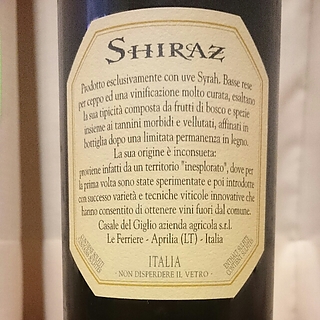 SHIRAZ
Prodotto esclusivamente con uve Syrah. Basse rese
per ceppo ed una vinificazione molto curata, esaltano
la sua tipicità composta da frutti di bosco e spezie
insieme ai tannini morbidi e vellutati, affinati in
bottiglia dopo una limitata permanenza in legno.
La sua origine è inconsueta:
proviene infatti da un territorio "inesplorato", dove per
la prima volta sono state sperimentate e poi introdotte
con successo varietà e tecniche viticole innovative che
hanno consentito di ottenere vini fuori dal comune.
Casale del Giglio azienda agricola s.r.l.
Le Ferriere - Aprilia (LT) - Italia
ITALIA
- NON DISPERDERE IL VETRO -